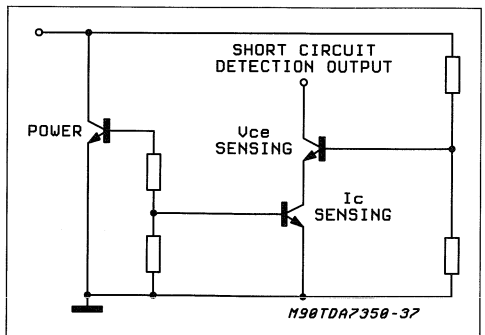 SHORT CIRCUIT
DETECTION OUTPUT
POWER
Vce
SENSING
Ic
SENSING
M90TDA7350-37